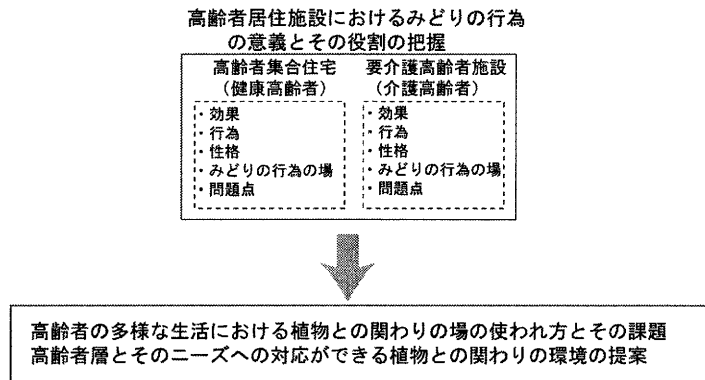 高齢者居住施設におけるみどりの行為
の意義とその役割の把握
高齢者集合住宅
（健康高齢者）
・効果
・行為
・性格
・みどりの行為の場
・問題点
要介護高齢者施設
（介護高齢者）
・効果
・行為
・性格
・みどりの行為の場
・問題点
高齢者の多様な生活における植物との関わりの場の使われ方とその課題
高齢者層とそのニーズへの対応ができる植物との関わりの環境の提案